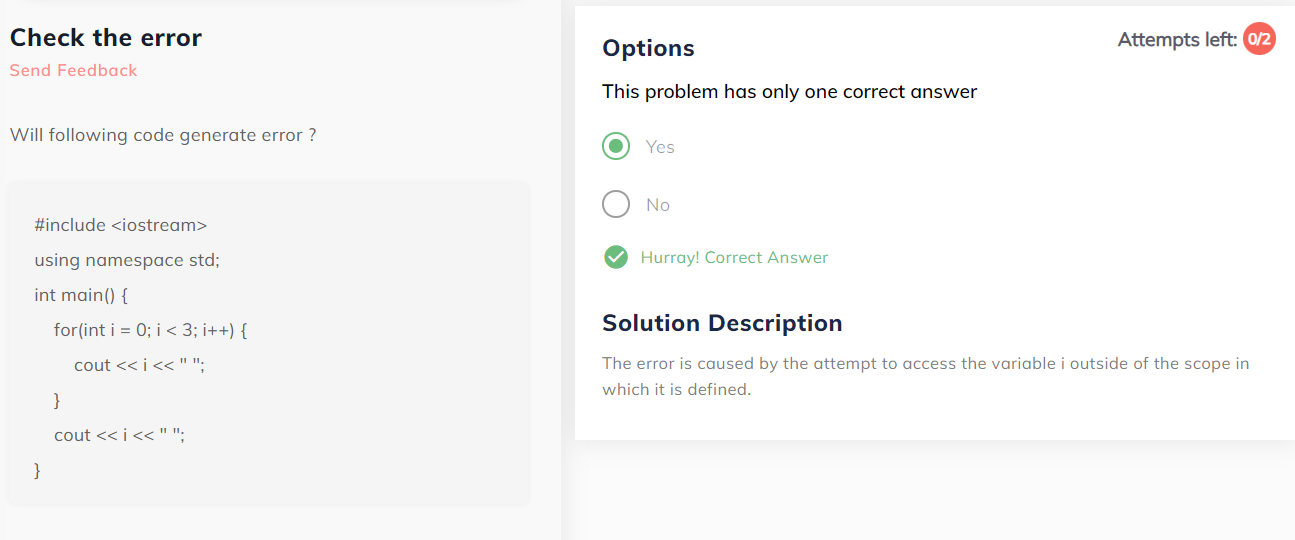 Check the error
Send Feedback
Will following code generate error ?
#include <iostream>
using namespace std;
int main() {
    for(int i = 0; i < 3; i++) {
        cout << i << " ";
    }
    cout << i << " ";
}
Options
Attempts left: 0/2
This problem has only one correct answer
Yes
No
Hurray! Correct Answer
Solution Description
The error is caused by the attempt to access the variable i outside of the scope in
which it is defined.